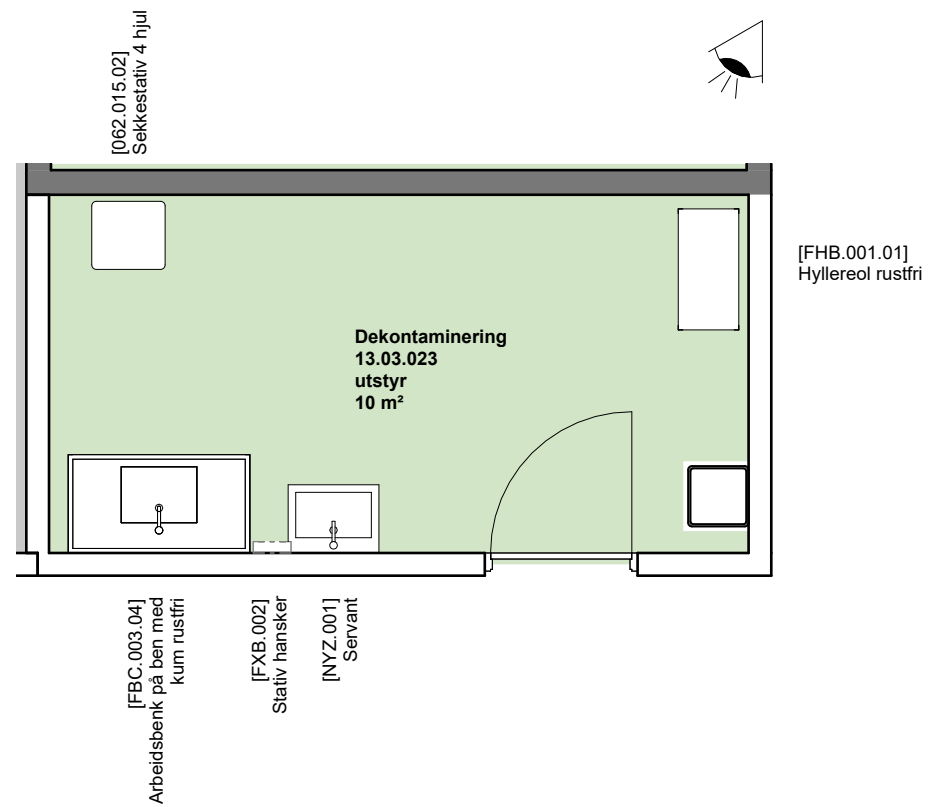 [062.015.02]
Sekkestativ 4 hjul
[FHB.001.01]
Hyllereol rustfri
Dekontaminering
13.03.023
utstyr
10 m²
[FBC.003.04]
Arbeidsbenk på ben med
kum rustfri
[FXB.002]
Stativ hansker
[NYZ.001]
Servant